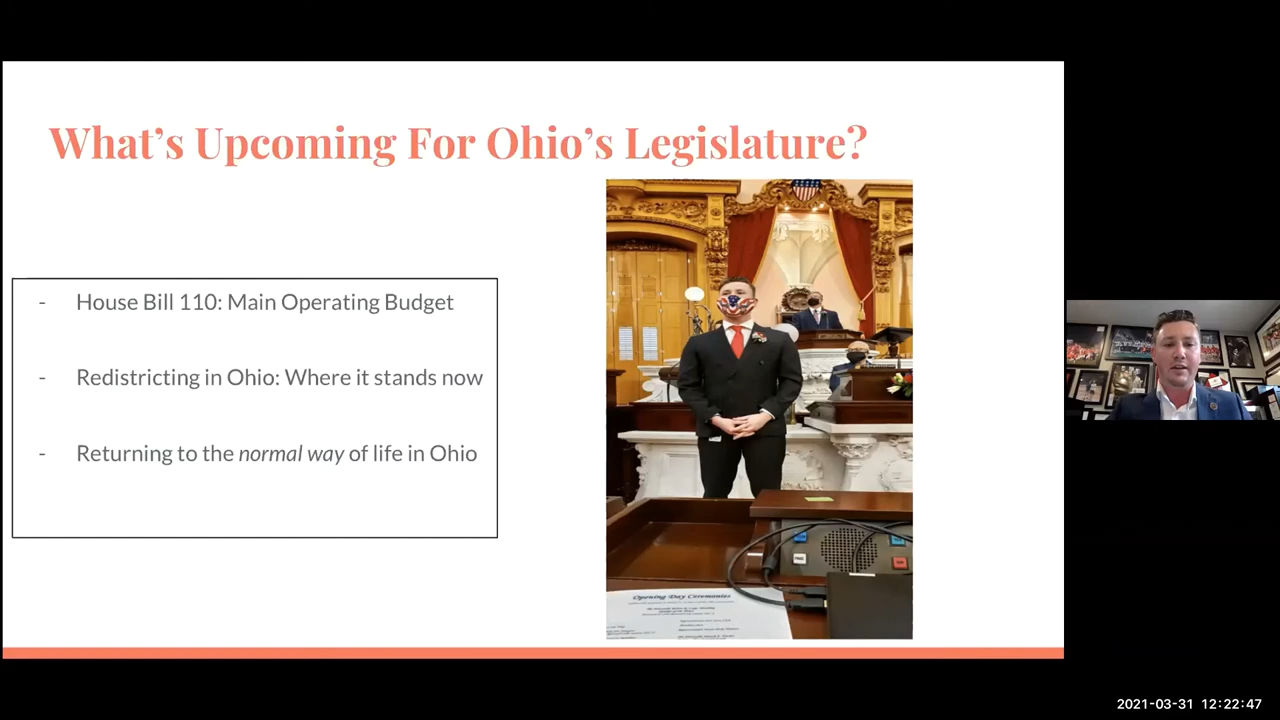 What's Upcoming For Ohio's Legislature?
- House Bill 110: Main Operating Budget
- Redistricting in Ohio: Where it stands now
- Returning to the normal way of life in Ohio
Opening Day Ceremonies
2021-03-31 12:22:47